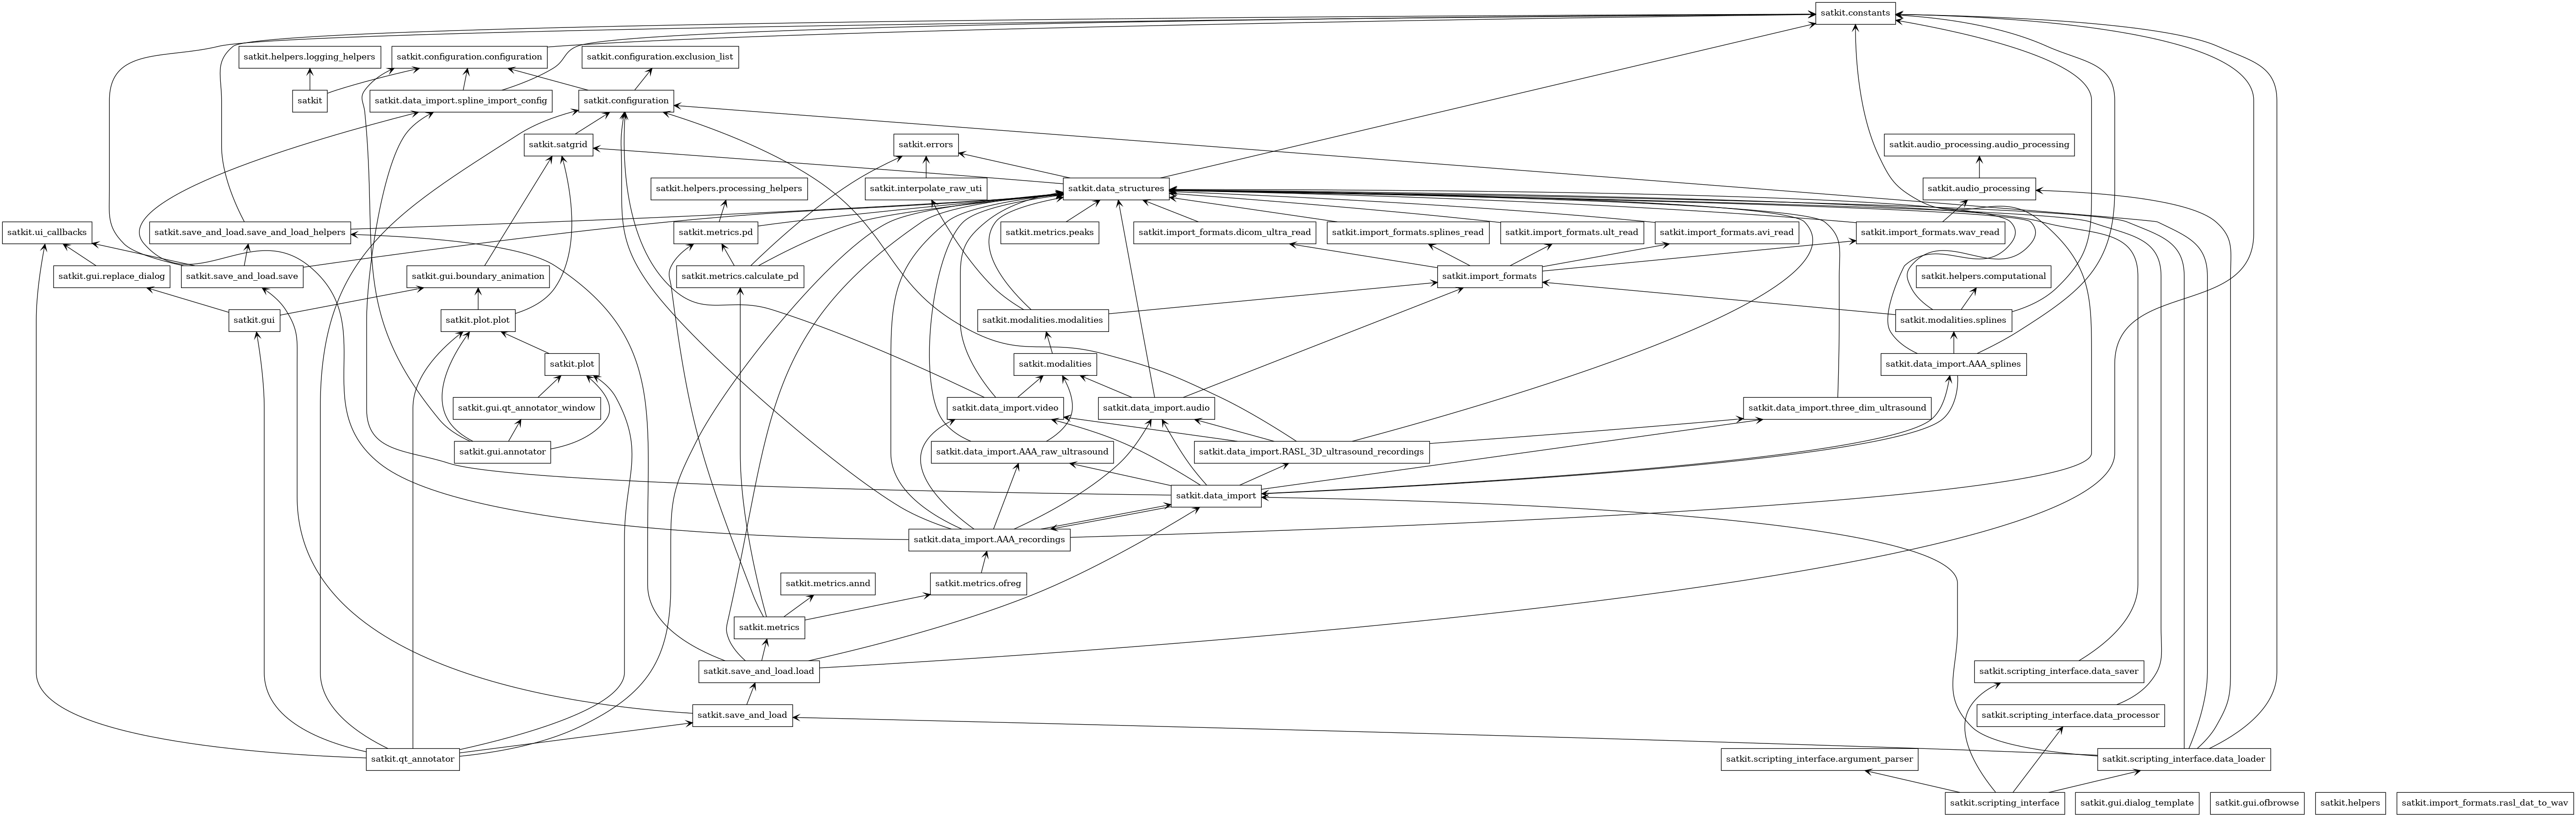 satkit.constants
satkit.helpers.logging_helpers
satkit.configuration.configuration
satkit.configuration.exclusion_list
satkit
satkit.data_import.spline_import_config
satkit.configuration
satkit.satgrid
satkit.errors
satkit.audio_processing.audio_processing
satkit.helpers.processing_helpers
satkit.interpolate_raw_uti
satkit.data_structures
satkit.audio_processing
satkit.ui_callbacks
satkit.save_and_load.save_and_load_helpers
satkit.metrics.pd
satkit.metrics.peaks
satkit.import_formats.dicom_ultra_read
satkit.import_formats.splines_read
satkit.import_formats.ult_read
satkit.import_formats.avi_read
satkit.import_formats.wav_read
satkit.gui.replace_dialog
satkit.save_and_load.save
satkit.gui.boundary_animation
satkit.metrics.calculate_pd
satkit.import_formats
satkit.helpers.computational
satkit.gui
satkit.plot.plot
satkit.modalities.modalities
satkit.modalities.splines
satkit.plot
satkit.modalities
satkit.data_import.AAA_splines
satkit.gui.qt_annotator_window
satkit.data_import.video
satkit.data_import.audio
satkit.data_import.three_dim_ultrasound
satkit.gui.annotator
satkit.data_import.AAA_raw_ultrasound
satkit.data_import.RASL_3D_ultrasound_recordings
satkit.data_import
satkit.data_import.AAA_recordings
satkit.metrics.annd
satkit.metrics.ofreg
satkit.metrics
satkit.save_and_load.load
satkit.scripting_interface.data_saver
satkit.save_and_load
satkit.scripting_interface.data_processor
satkit.qt_annotator
satkit.scripting_interface.argument_parser
satkit.scripting_interface.data_loader
satkit.scripting_interface
satkit.gui.dialog_template
satkit.gui.ofbrowse
satkit.helpers
satkit.import_formats.rasl_dat_to_wav